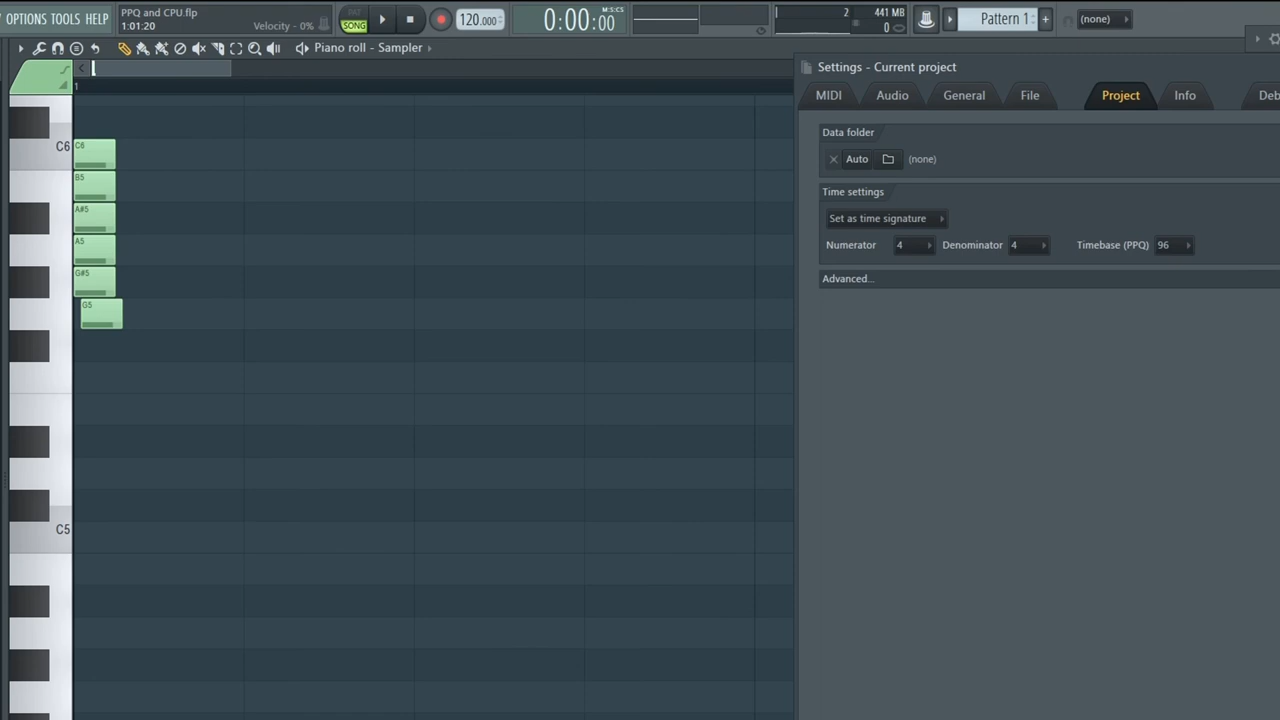 OPTIONS TOOLS HELP
PPQ and CPU.flp
1:01:20
Velocity - 0%
PAT
SONG
120.000
0:00:00
M:S:CS
2
441 MB
0
Pattern 1
+
(none)
Piano roll - Sampler
1
C6
C5
C6
B5
A#5
A5
G#5
G5
Settings - Current project
MIDI
Audio
General
File
Project
Info
Deb
Data folder
Auto
(none)
Time settings
Set as time signature
Numerator
4
Denominator
4
Timebase (PPQ)
96
Advanced...